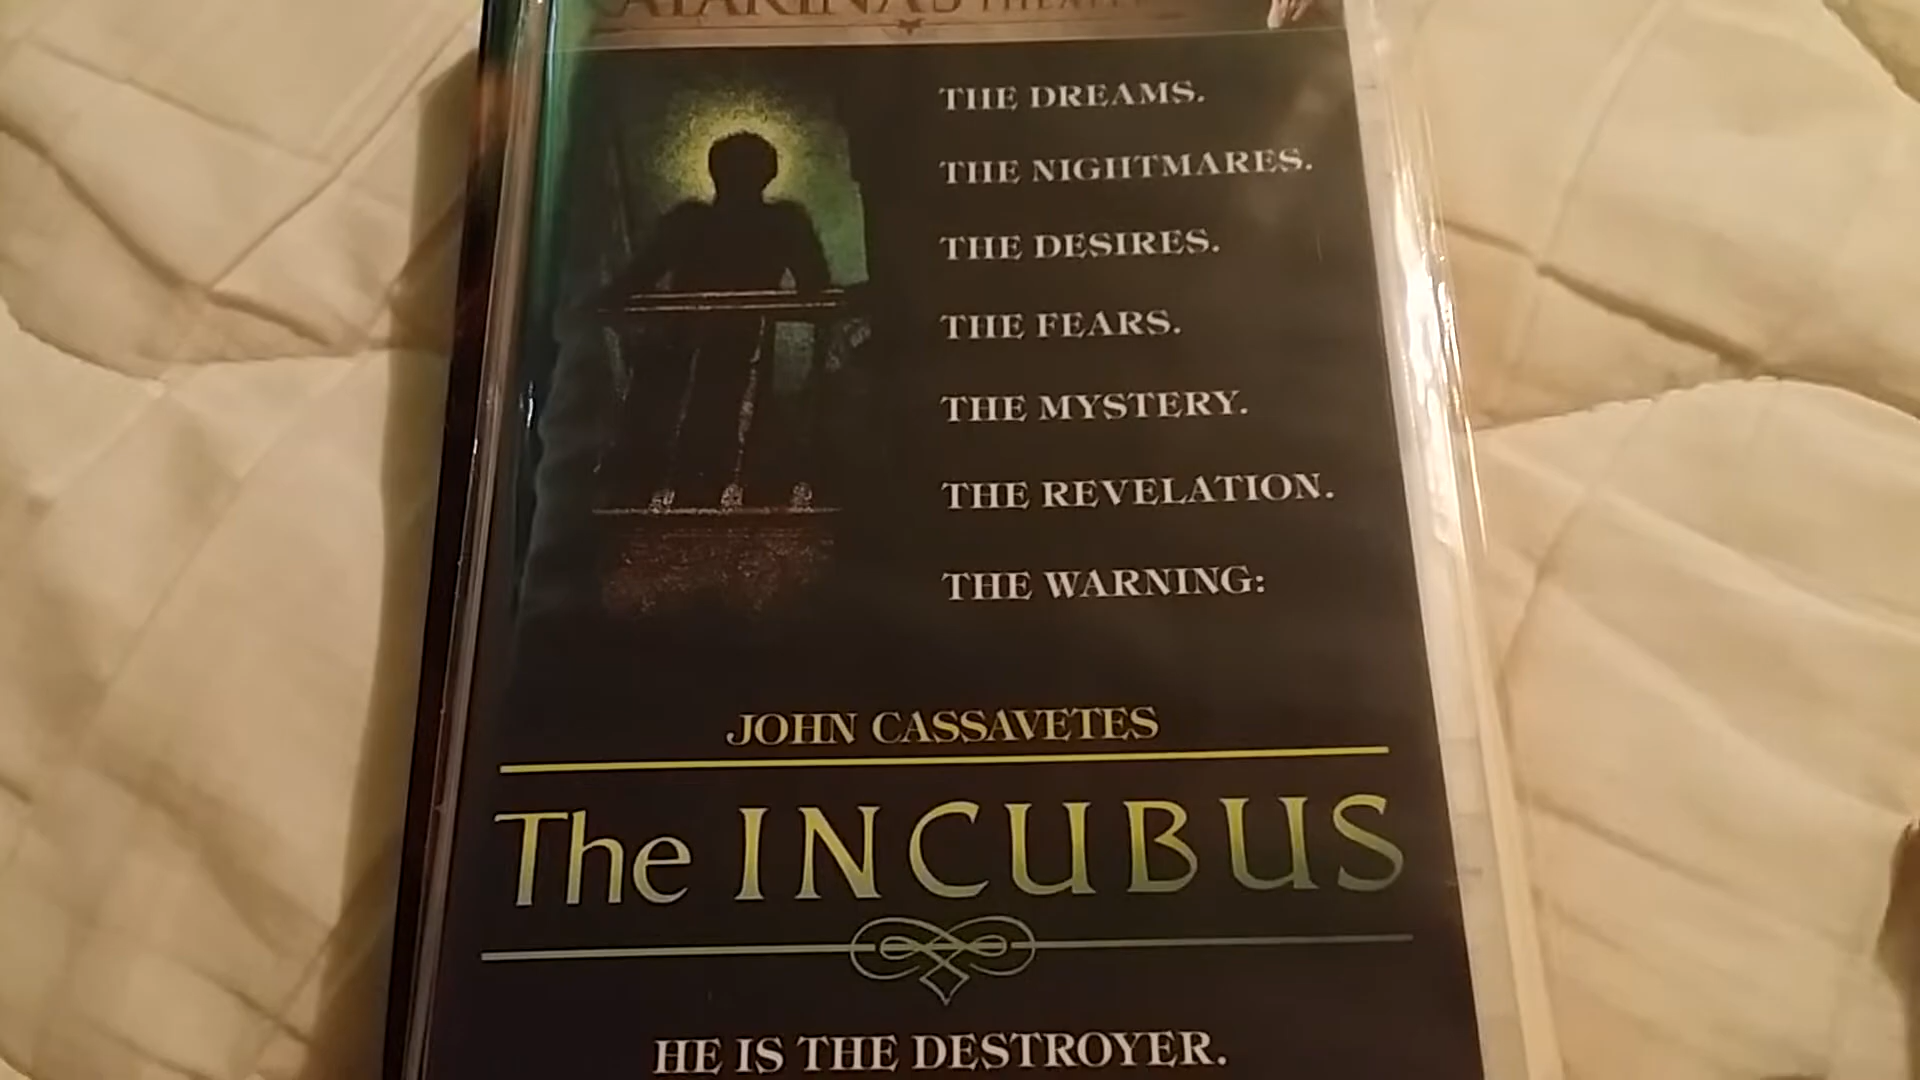 THE DREAMS.
THE NIGHTMARES.
THE DESIRES.
THE FEARS.
THE MYSTERY.
THE REVELATION.
THE WARNING:
JOHN CASSAVETES
The INCUBUS
HE IS THE DESTROYER.